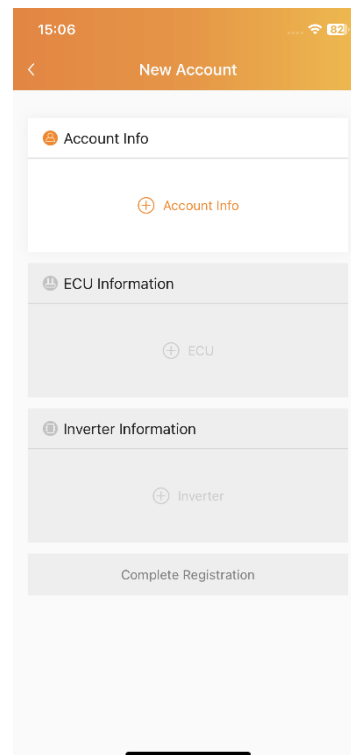 15:06
82
New Account
Account Info
Account Info
ECU Information
ECU
Inverter Information
Inverter
Complete Registration